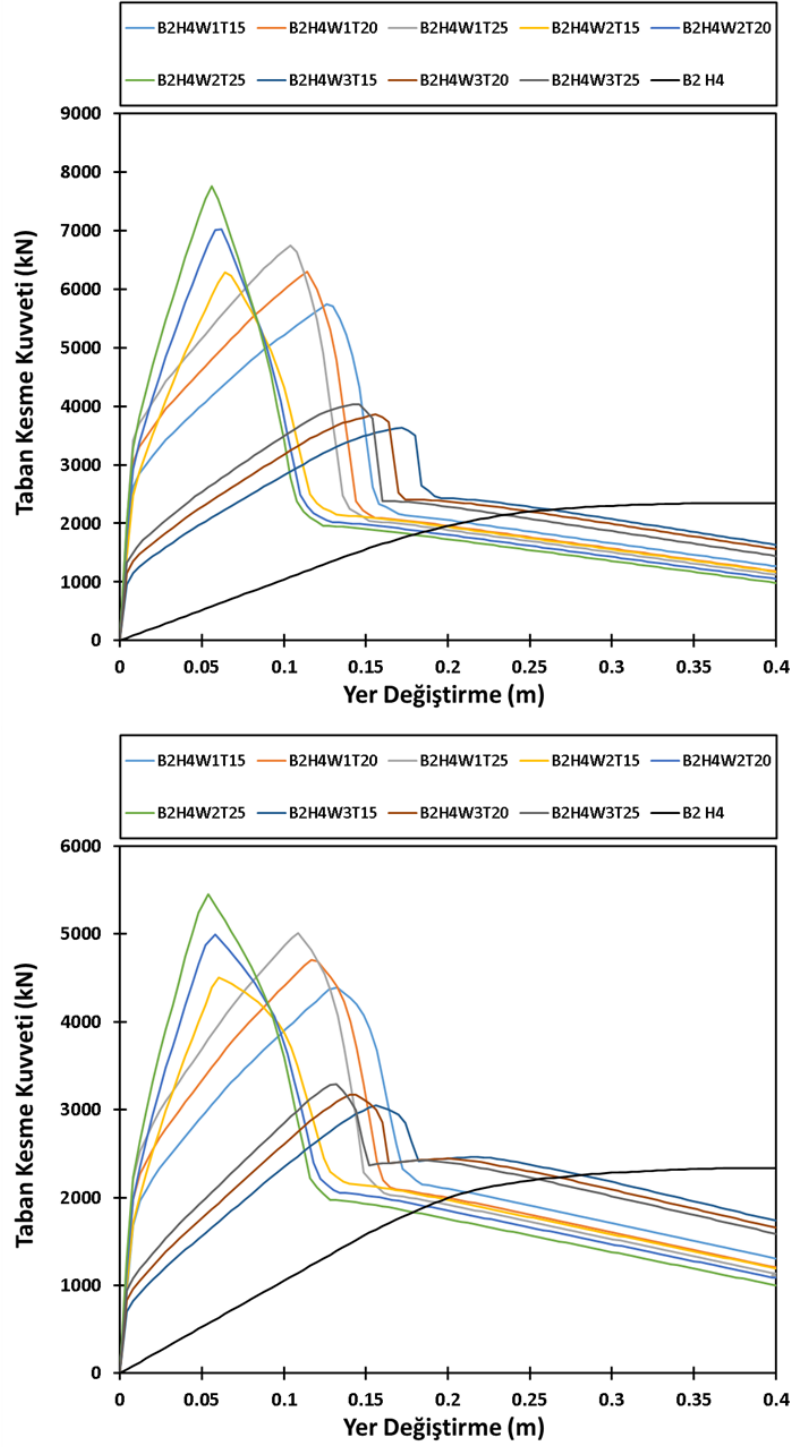 B2H4W1T15 B2H4W1T20 B2H4W1T25 B2H4W2T15 B2H4W2T20
B2H4W2T25 B2H4W3T15 B2H4W3T20 B2H4W3T25 B2 H4
9000
8000
7000
6000
5000
4000
3000
2000
1000
0
Taban Kesme Kuvveti (kN)
0 0.05 0.1 0.15 0.2 0.25 0.3 0.35 0.4
Yer Değiştirme (m)
B2H4W1T15 B2H4W1T20 B2H4W1T25 B2H4W2T15 B2H4W2T20
B2H4W2T25 B2H4W3T15 B2H4W3T20 B2H4W3T25 B2 H4
6000
5000
4000
3000
2000
1000
0
Taban Kesme Kuvveti (kN)
0 0.05 0.1 0.15 0.2 0.25 0.3 0.35 0.4
Yer Değiştirme (m)